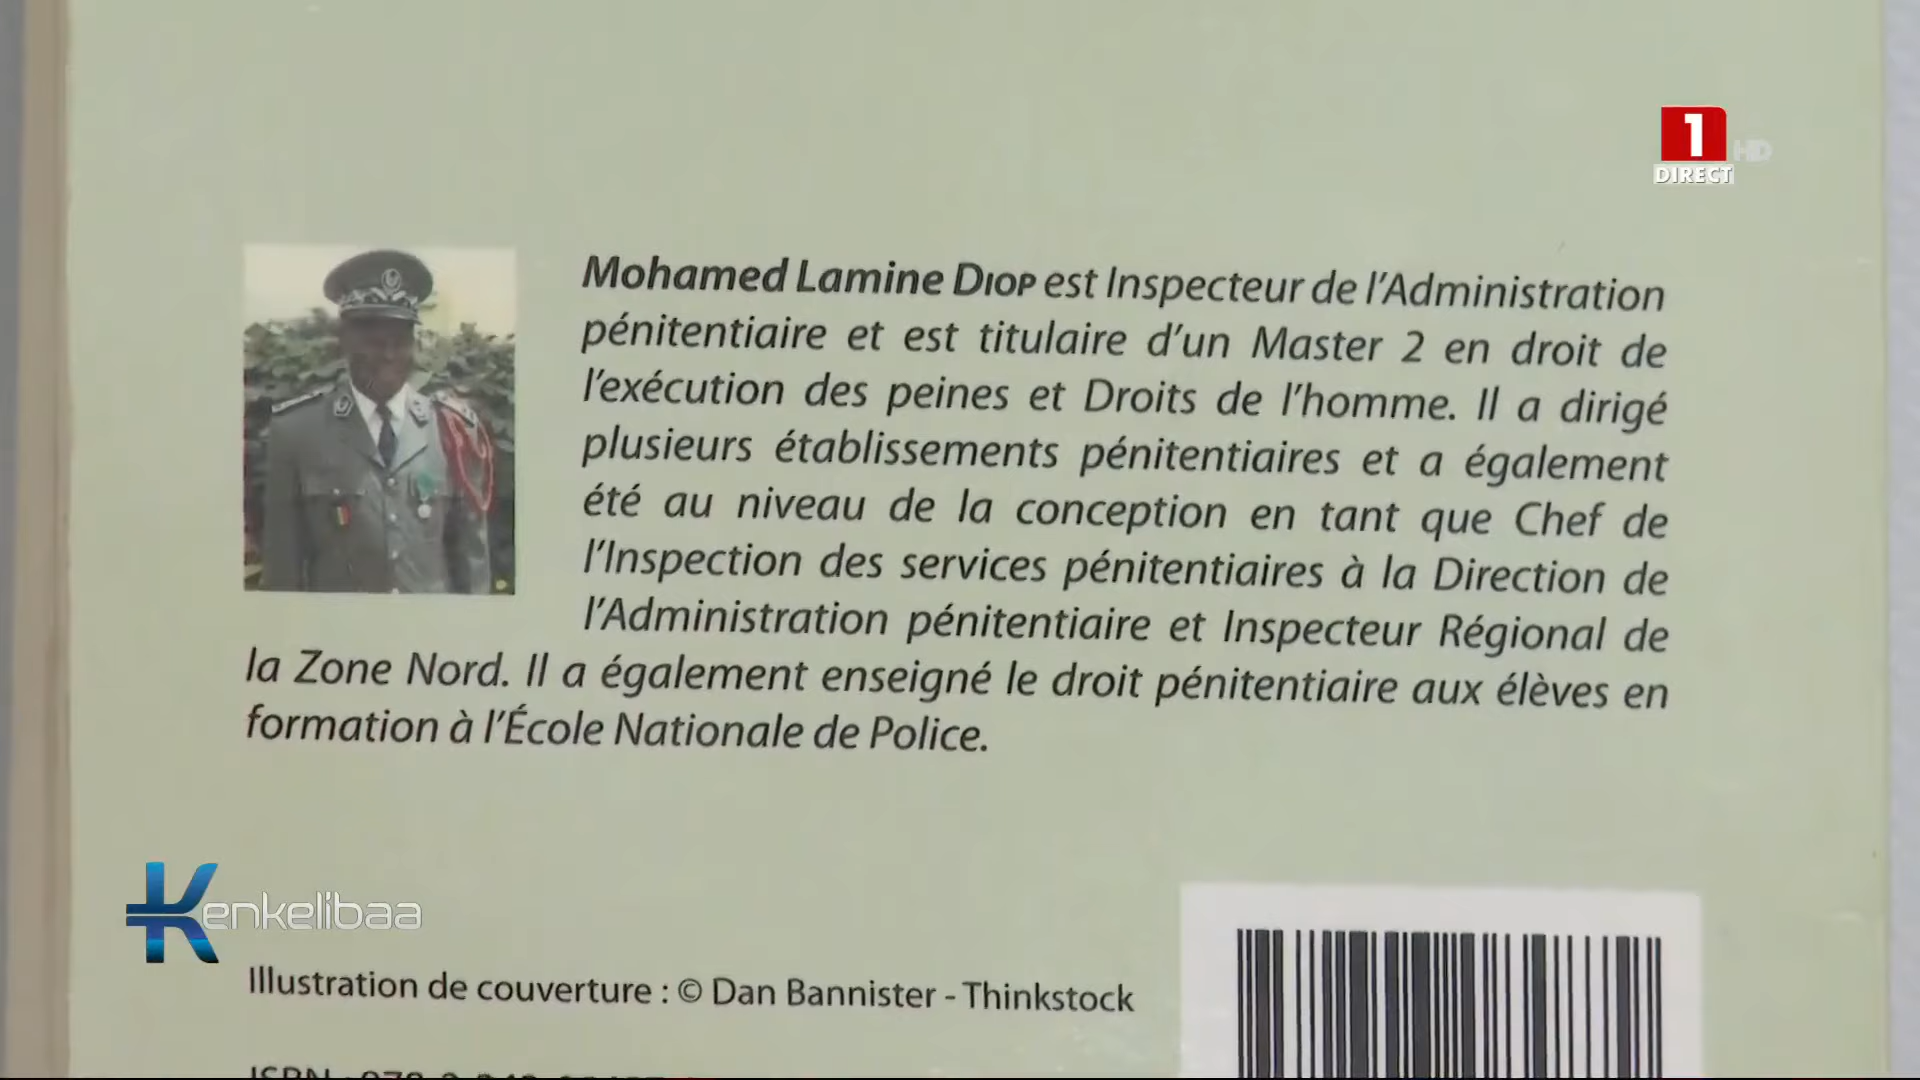 1
HD
DIRECT
Mohamed Lamine DIOP est Inspecteur de l'Administration
pénitentiaire et est titulaire d'un Master 2 en droit de
l'exécution des peines et Droits de l'homme. Il a dirigé
plusieurs établissements pénitentiaires et a également
été au niveau de la conception en tant que Chef de
l'Inspection des services pénitentiaires à la Direction de
l'Administration pénitentiaire et Inspecteur Régional de
la Zone Nord. Il a également enseigné le droit pénitentiaire aux élèves en
formation à l'École Nationale de Police.
Kenkelibaa
Illustration de couverture : © Dan Bannister - Thinkstock
ISBN : 978-2-343-